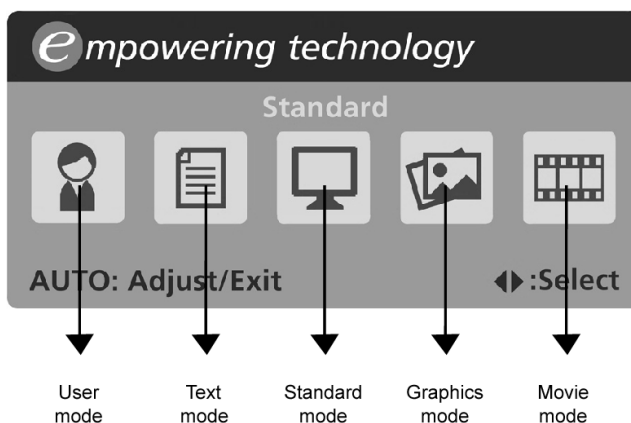 empowering technology
Standard
AUTO: Adjust/Exit ◀▶:Select
User mode
Text mode
Standard mode
Graphics mode
Movie mode